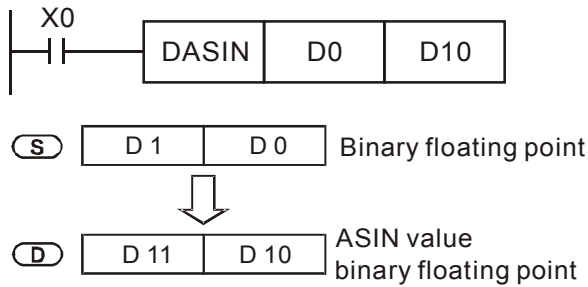 X0
DASIN D0 D10
S D 1 D 0 Binary floating point
D D 11 D 10 ASIN value
binary floating point